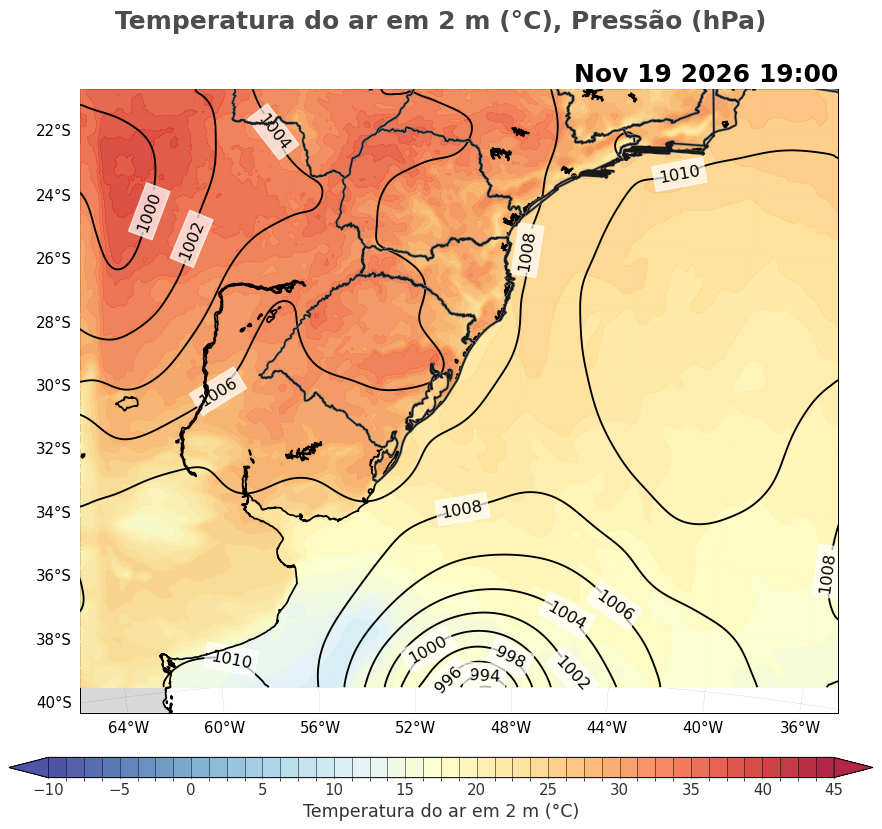 Temperatura do ar em 2 m (°C), Pressão (hPa)
Nov 19 2026 19:00
22°S
24°S
26°S
28°S
30°S
32°S
34°S
36°S
38°S
40°S
1004
1010
1000
1002
1008
1006
1008
1008
1006
1004
1010
1000
998
1002
996
994
64°W 60°W 56°W 52°W 48°W 44°W 40°W 36°W
−10 −5 0 5 10 15 20 25 30 35 40 45
Temperatura do ar em 2 m (°C)